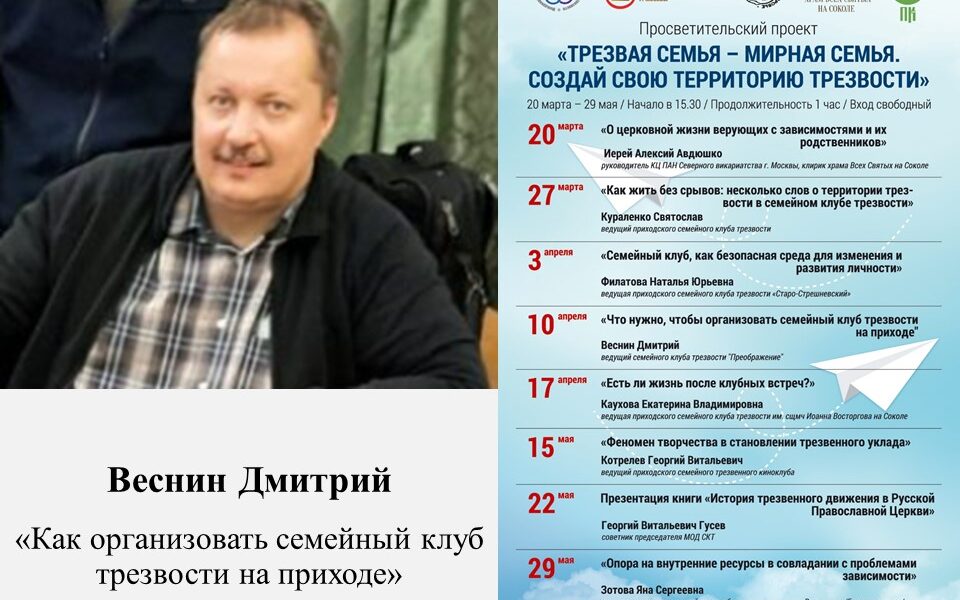 Веснин Дмитрий
«Как организовать семейный клуб
трезвости на приходе»
НА СОКОЛЕ
ПК
Просветительский проект
«ТРЕЗВАЯ СЕМЬЯ – МИРНАЯ СЕМЬЯ.
СОЗДАЙ СВОЮ ТЕРРИТОРИЮ ТРЕЗВОСТИ»
20 марта – 29 мая / Начало в 15.30 / Продолжительность 1 час / Вход свободный
20 марта
«О церковной жизни верующих с зависимостями и их
родственников»
Иерей Алексий Авдюшко
руководитель КЦ ПАН Северного викариатства г. Москвы, клирик храма Всех Святых на Соколе
27 марта
«Как жить без срывов: несколько слов о территории трез-
вости в семейном клубе трезвости»
Кураленко Святослав
ведущий приходского семейного клуба трезвости
3 апреля
«Семейный клуб, как безопасная среда для изменения и
развития личности»
Филатова Наталья Юрьевна
ведущая приходского семейного клуба трезвости «Старо-Стрешневский»
10 апреля
«Что нужно, чтобы организовать семейный клуб трезвости
на приходе"
Веснин Дмитрий
ведущий семейного клуба трезвости "Преображение"
17 апреля
«Есть ли жизнь после клубных встреч?»
Каухова Екатерина Владимировна
ведущая приходского семейного клуба трезвости им. сщмч Иоанна Восторгова на Соколе
15 мая
«Феномен творчества в становлении трезвенного уклада»
Котрелев Георгий Витальевич
ведущий приходского семейного трезвенного киноклуба
22 мая
Презентация книги «История трезвенного движения в Русской
Православной Церкви»
Георгий Витальевич Гусев
советник председателя МОД СКТ
29 мая
«Опора на внутренние ресурсы в совладании с проблемами
зависимости»
Зотова Яна Сергеевна